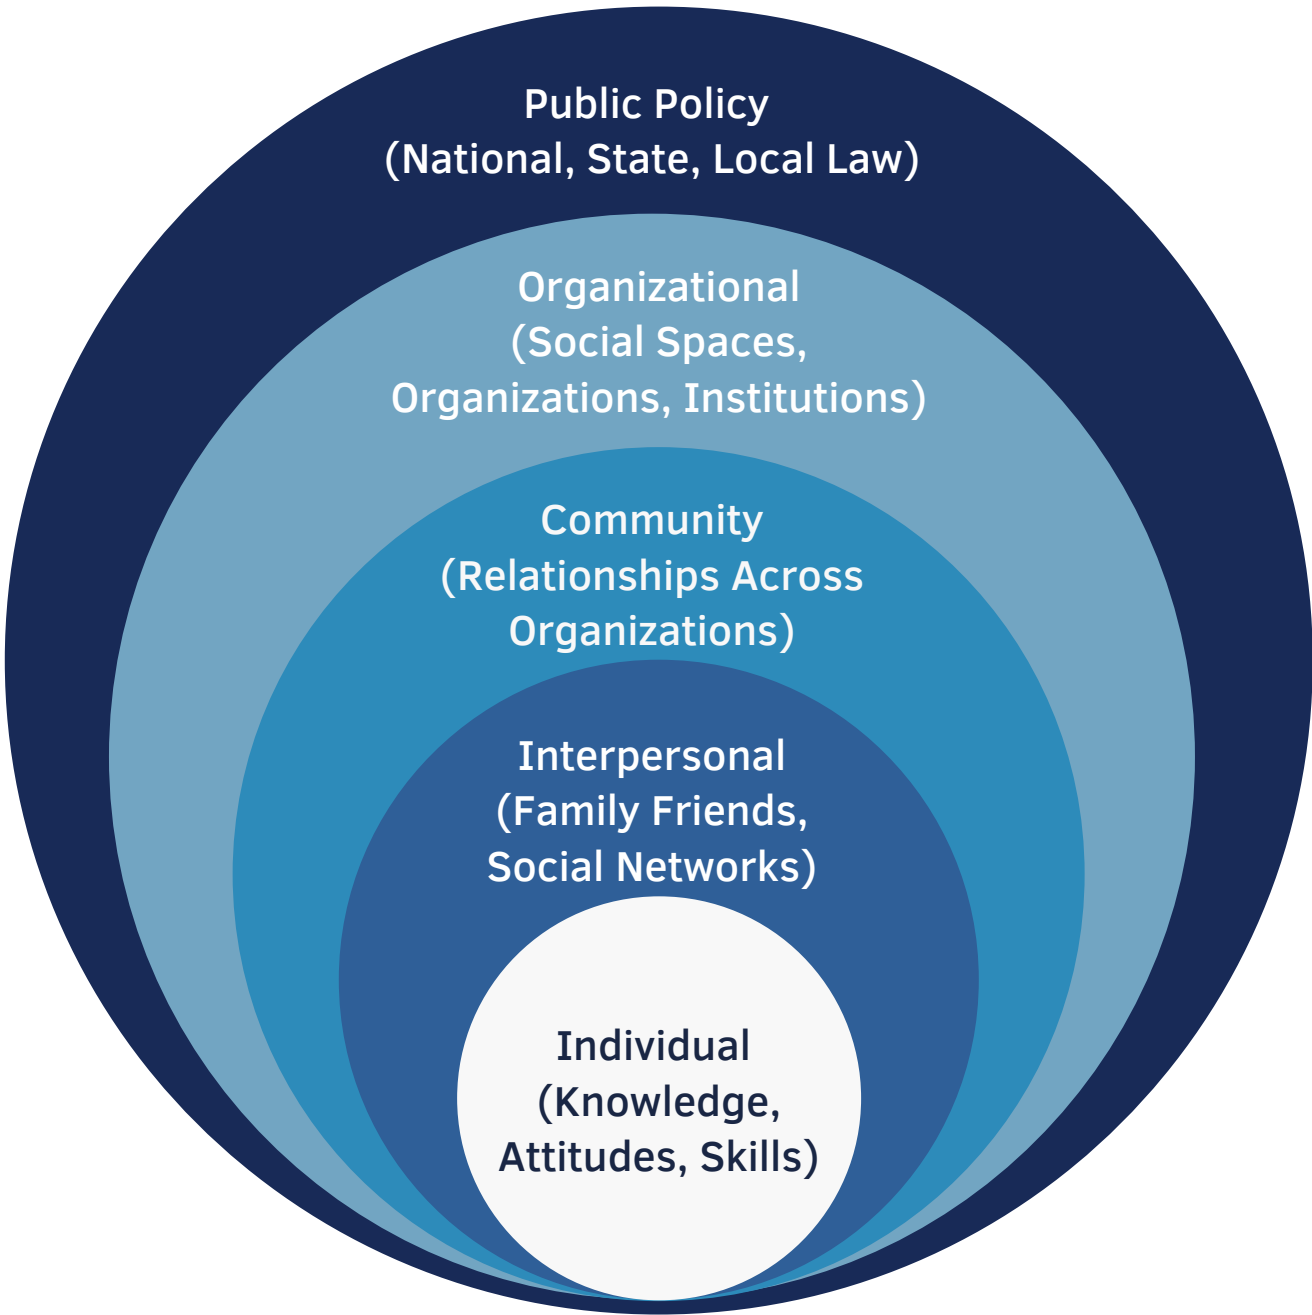 Public Policy
(National, State, Local Law)
Organizational
(Social Spaces,
Organizations, Institutions)
Community
(Relationships Across
Organizations)
Interpersonal
(Family Friends,
Social Networks)
Individual
(Knowledge,
Attitudes, Skills)